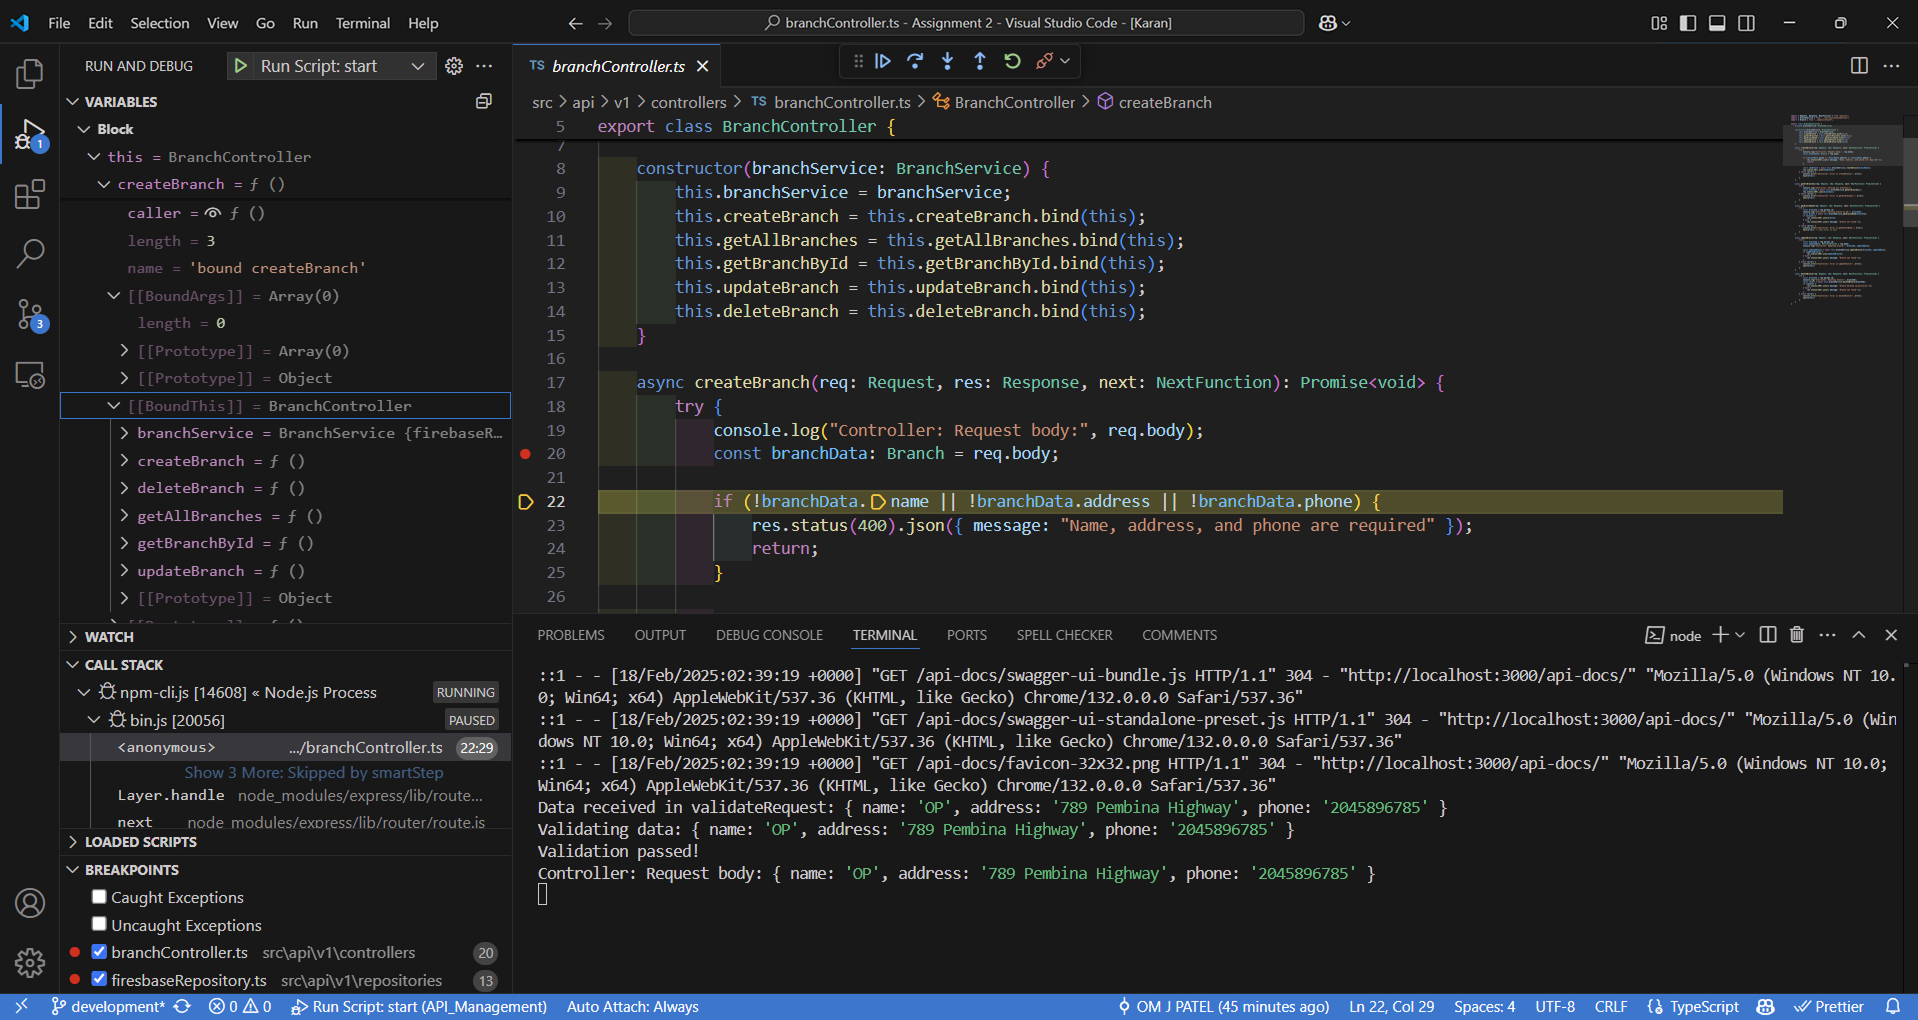 File Edit Selection View Go Run Terminal Help
branchController.ts - Assignment 2 - Visual Studio Code - [Karan]
RUN AND DEBUG
Run Script: start
VARIABLES
Block
this = BranchController
createBranch = ƒ ()
caller = ƒ ()
length = 3
name = 'bound createBranch'
[[BoundArgs]] = Array(0)
length = 0
[[Prototype]] = Array(0)
[[Prototype]] = Object
[[BoundThis]] = BranchController
branchService = BranchService {firebaseR...
createBranch = ƒ ()
deleteBranch = ƒ ()
getAllBranches = ƒ ()
getBranchById = ƒ ()
updateBranch = ƒ ()
[[Prototype]] = Object
WATCH
CALL STACK
npm-cli.js [14608] « Node.js Process RUNNING
bin.js [20056] PAUSED
<anonymous> .../branchController.ts 22:29
Show 3 More: Skipped by smartStep
Layer.handle node_modules/express/lib/route...
next node_modules/express/lib/router/route.js
LOADED SCRIPTS
BREAKPOINTS
Caught Exceptions
Uncaught Exceptions
branchController.ts src\api\v1\controllers 20
firesbaseRepository.ts src\api\v1\repositories 13
1
3
TS branchController.ts
src > api > v1 > controllers > TS branchController.ts > BranchController > createBranch
5 export class BranchController {
7
8 constructor(branchService: BranchService) {
9 this.branchService = branchService;
10 this.createBranch = this.createBranch.bind(this);
11 this.getAllBranches = this.getAllBranches.bind(this);
12 this.getBranchById = this.getBranchById.bind(this);
13 this.updateBranch = this.updateBranch.bind(this);
14 this.deleteBranch = this.deleteBranch.bind(this);
15 }
16
17 async createBranch(req: Request, res: Response, next: NextFunction): Promise<void> {
18 try {
19 console.log("Controller: Request body:", req.body);
20 const branchData: Branch = req.body;
21
22 if (!branchData.name || !branchData.address || !branchData.phone) {
23 res.status(400).json({ message: "Name, address, and phone are required" });
24 return;
25 }
26
PROBLEMS OUTPUT DEBUG CONSOLE TERMINAL PORTS SPELL CHECKER COMMENTS
node
::1 - - [18/Feb/2025:02:39:19 +0000] "GET /api-docs/swagger-ui-bundle.js HTTP/1.1" 304 - "http://localhost:3000/api-docs/" "Mozilla/5.0 (Windows NT 10.
0; Win64; x64) AppleWebKit/537.36 (KHTML, like Gecko) Chrome/132.0.0.0 Safari/537.36"
::1 - - [18/Feb/2025:02:39:19 +0000] "GET /api-docs/swagger-ui-standalone-preset.js HTTP/1.1" 304 - "http://localhost:3000/api-docs/" "Mozilla/5.0 (Win
dows NT 10.0; Win64; x64) AppleWebKit/537.36 (KHTML, like Gecko) Chrome/132.0.0.0 Safari/537.36"
::1 - - [18/Feb/2025:02:39:19 +0000] "GET /api-docs/favicon-32x32.png HTTP/1.1" 304 - "http://localhost:3000/api-docs/" "Mozilla/5.0 (Windows NT 10.0;
Win64; x64) AppleWebKit/537.36 (KHTML, like Gecko) Chrome/132.0.0.0 Safari/537.36"
Data received in validateRequest: { name: 'OP', address: '789 Pembina Highway', phone: '2045896785' }
Validating data: { name: 'OP', address: '789 Pembina Highway', phone: '2045896785' }
Validation passed!
Controller: Request body: { name: 'OP', address: '789 Pembina Highway', phone: '2045896785' }
development* 0 0 Run Script: start (API_Management) Auto Attach: Always OM J PATEL (45 minutes ago) Ln 22, Col 29 Spaces: 4 UTF-8 CRLF TypeScript Prettier